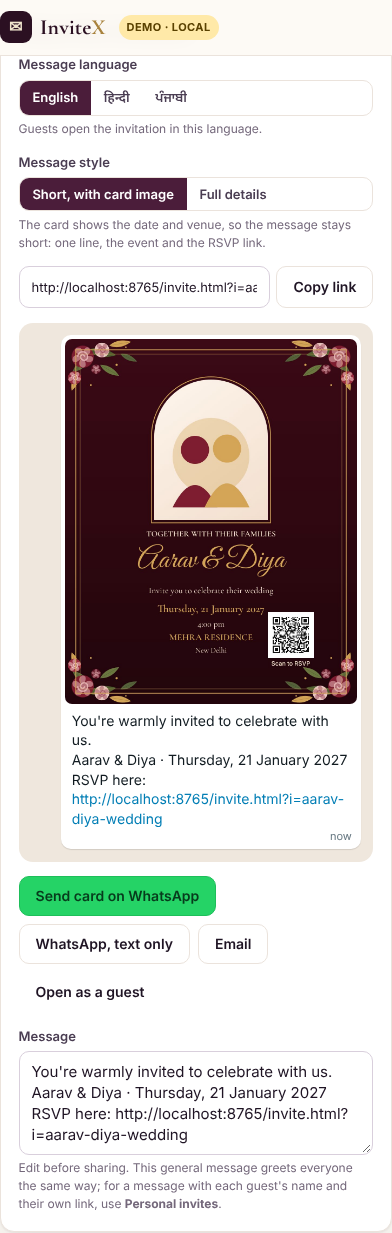 InviteX
DEMO · LOCAL
Message language
English
हिन्दी
ਪੰਜਾਬੀ
Guests open the invitation in this language.
Message style
Short, with card image
Full details
The card shows the date and venue, so the message stays
short: one line, the event and the RSVP link.
http://localhost:8765/invite.html?i=aa
Copy link
TOGETHER WITH THEIR FAMILIES
Aarav & Diya
Invite you to celebrate their wedding
Thursday, 21 January 2027
4:00 pm
MEHRA RESIDENCE
New Delhi
Scan to RSVP
You're warmly invited to celebrate with
us.
Aarav & Diya · Thursday, 21 January 2027
RSVP here:
http://localhost:8765/invite.html?i=aarav-
diya-wedding
now
Send card on WhatsApp
WhatsApp, text only
Email
Open as a guest
Message
You're warmly invited to celebrate with us.
Aarav & Diya · Thursday, 21 January 2027
RSVP here: http://localhost:8765/invite.html?
i=aarav-diya-wedding
Edit before sharing. This general message greets everyone
the same way; for a message with each guest's name and
their own link, use Personal invites.